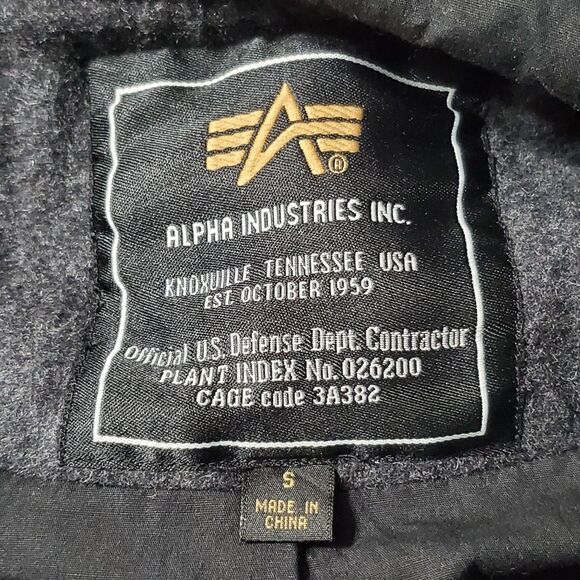 ®
ALPHA INDUSTRIES INC.
KNOXVILLE TENNESSEE USA
EST. OCTOBER 1959
Official U.S. Defense Dept. Contractor
PLANT INDEX No. 026200
CAGE code 3A382
S
MADE IN
CHINA